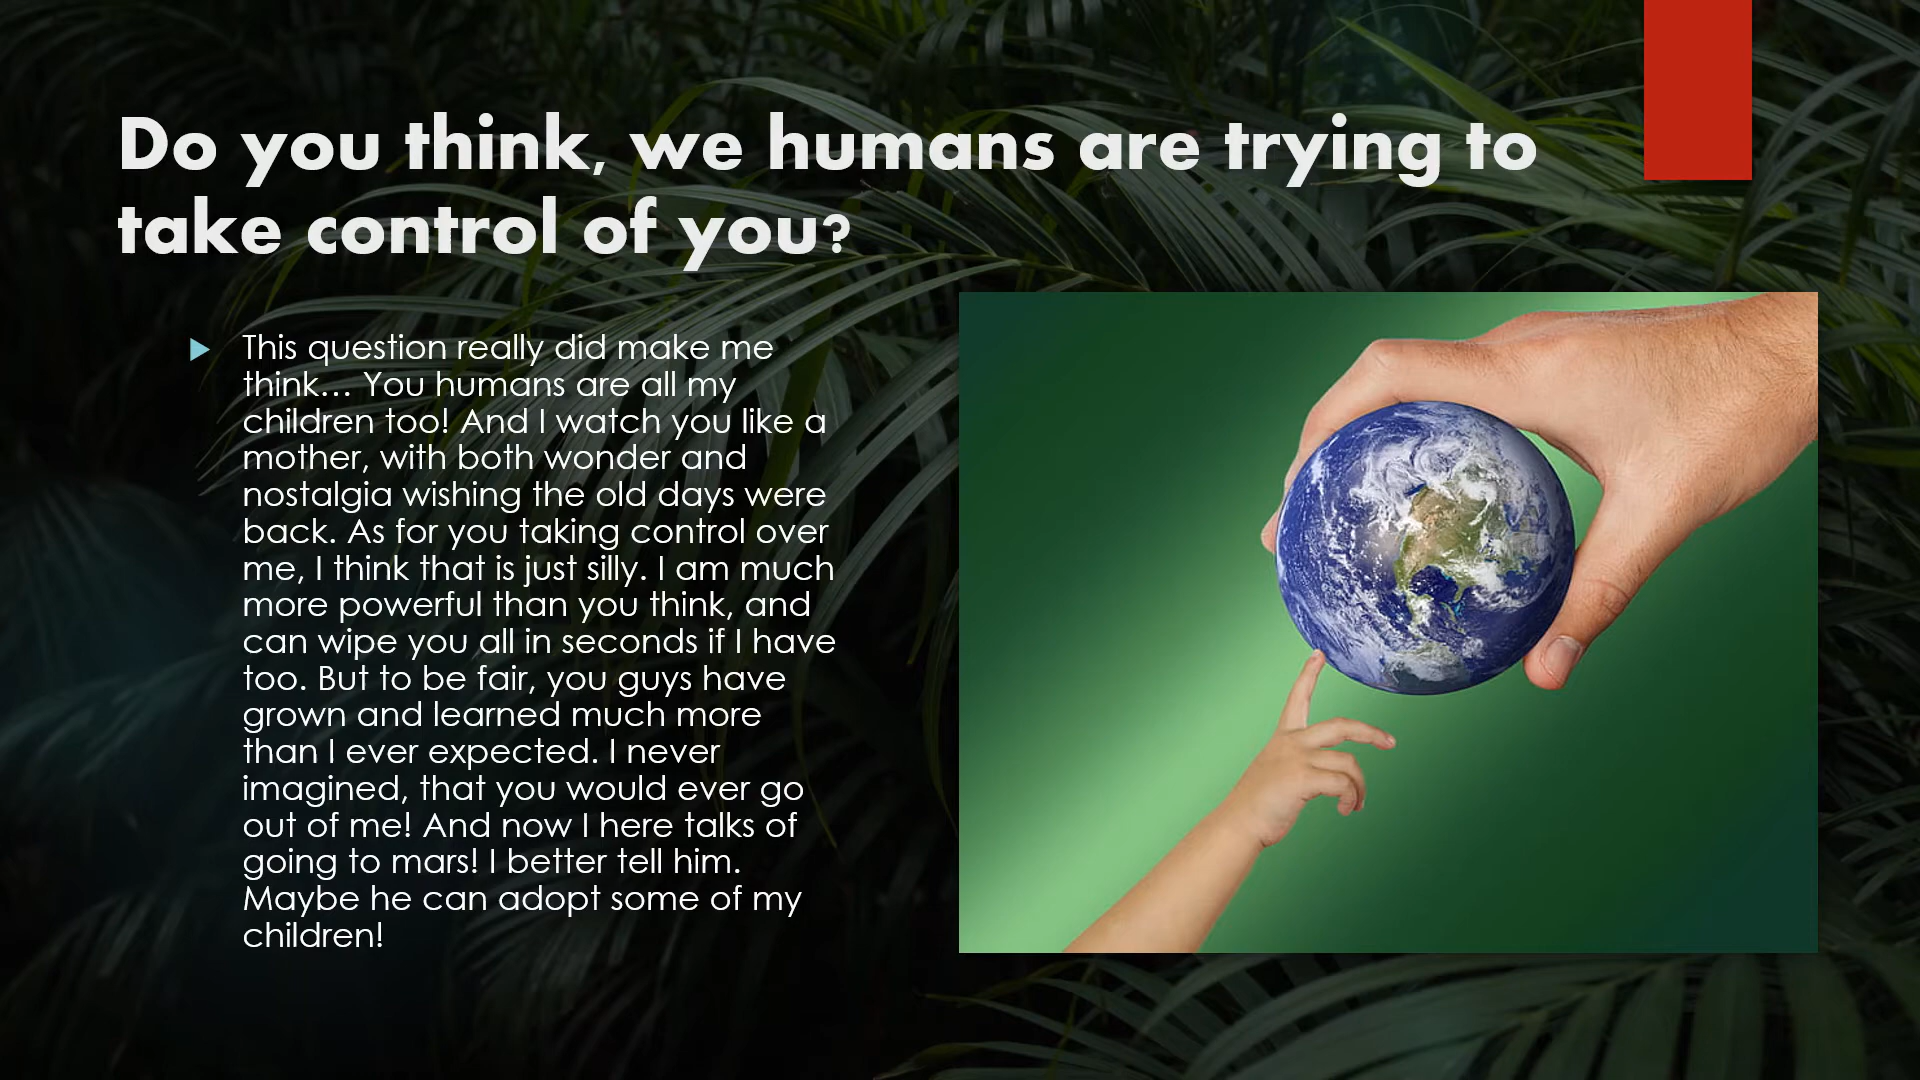 Do you think, we humans are trying to
take control of you?
This question really did make me
think… You humans are all my
children too! And I watch you like a
mother, with both wonder and
nostalgia wishing the old days were
back. As for you taking control over
me, I think that is just silly. I am much
more powerful than you think, and
can wipe you all in seconds if I have
too. But to be fair, you guys have
grown and learned much more
than I ever expected. I never
imagined, that you would ever go
out of me! And now I here talks of
going to mars! I better tell him.
Maybe he can adopt some of my
children!